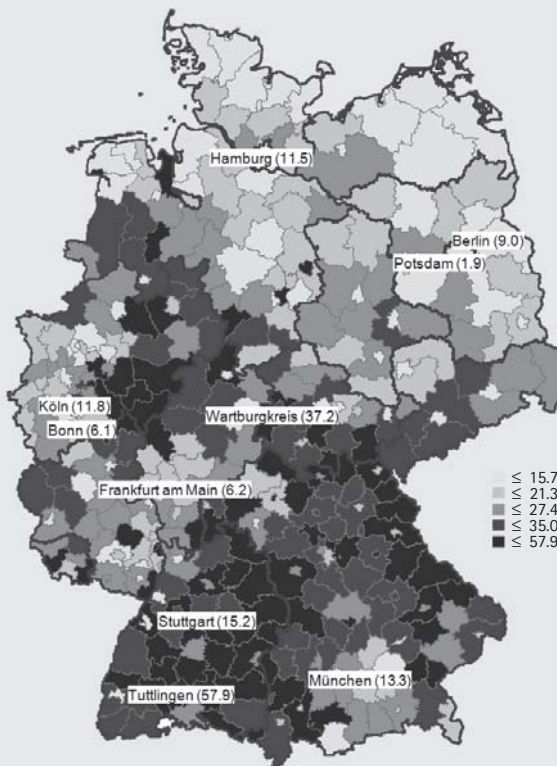 Hamburg (11.5)
Berlin (9.0)
Potsdam (1.9)
Köln (11.8)
Wartburgkreis (37.2)
Bonn (6.1)
Frankfurt am Main (6.2)
≤ 15.7
≤ 21.3
≤ 27.4
≤ 35.0
≤ 57.9
Stuttgart (15.2)
München (13.3)
Tuttlingen (57.9)